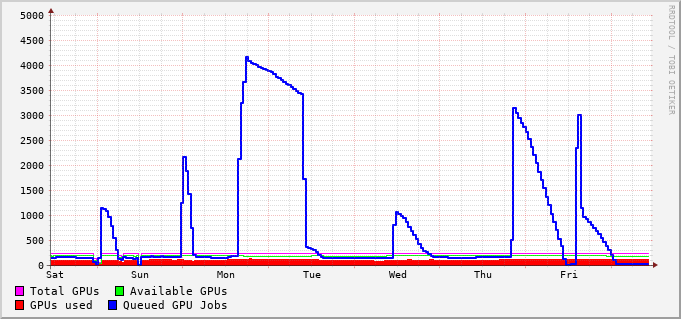 RRDTOOL / TOBI OETIKER
5000
4500
4000
3500
3000
2500
2000
1500
1000
500
0
Sat Sun Mon Tue Wed Thu Fri
Total GPUs Available GPUs
GPUs used Queued GPU Jobs